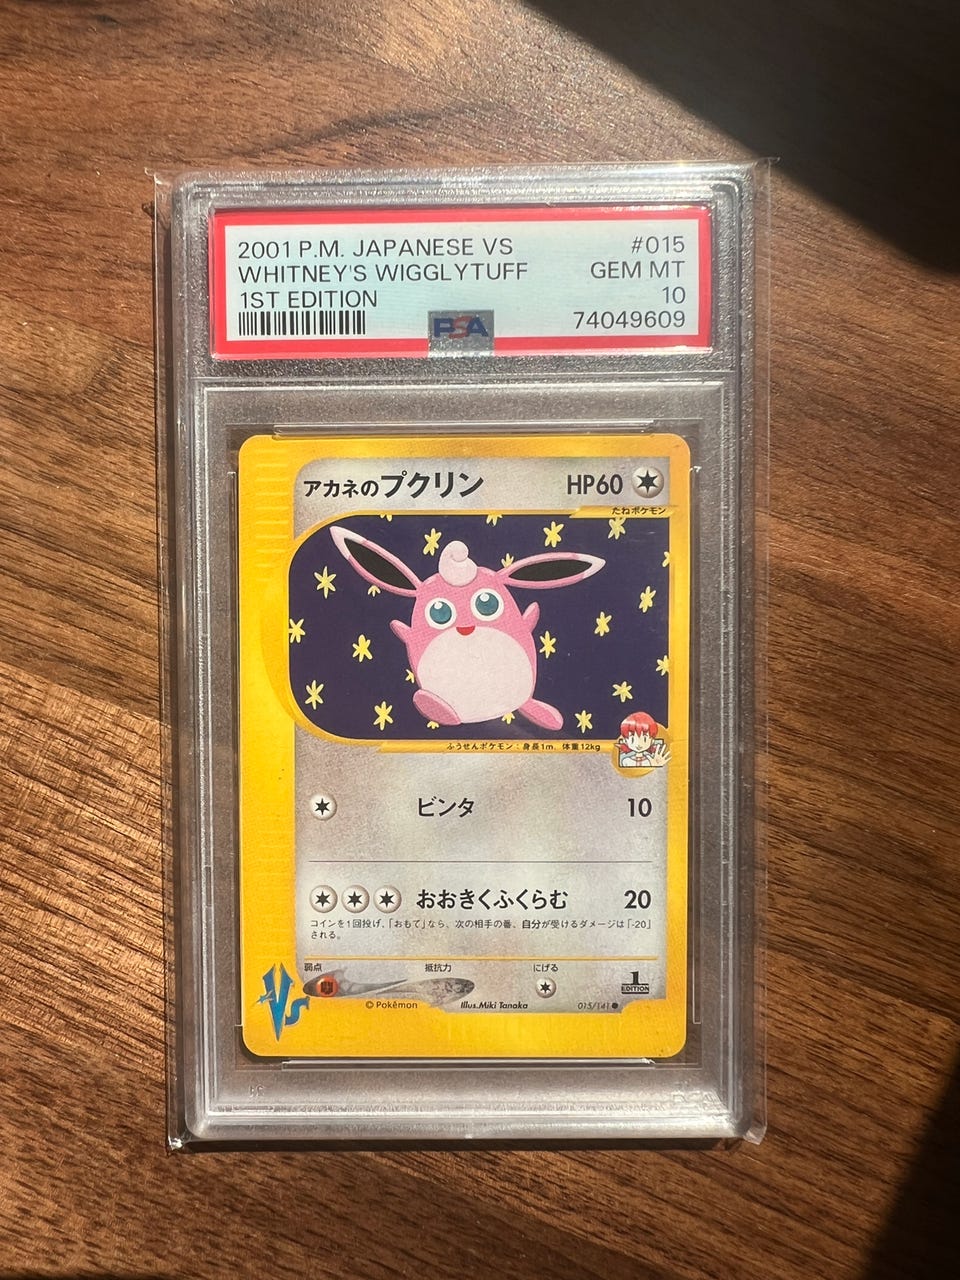 2001 P.M. JAPANESE VS #015
WHITNEY'S WIGGLYTUFF GEM MT
1ST EDITION 10
PSA 74049609
アカネのプクリン HP60
たねポケモン
ふうせんポケモン：身長1m 体重12kg
ビンタ 10
おおきくふくらむ 20
コインを1回投げ、「おもて」なら、次の相手の番、自分が受けるダメージは「-20」
される。
弱点 抵抗力 にげる
1
EDITION
VS
© Pokémon Illus.Miki Tanaka 015/141